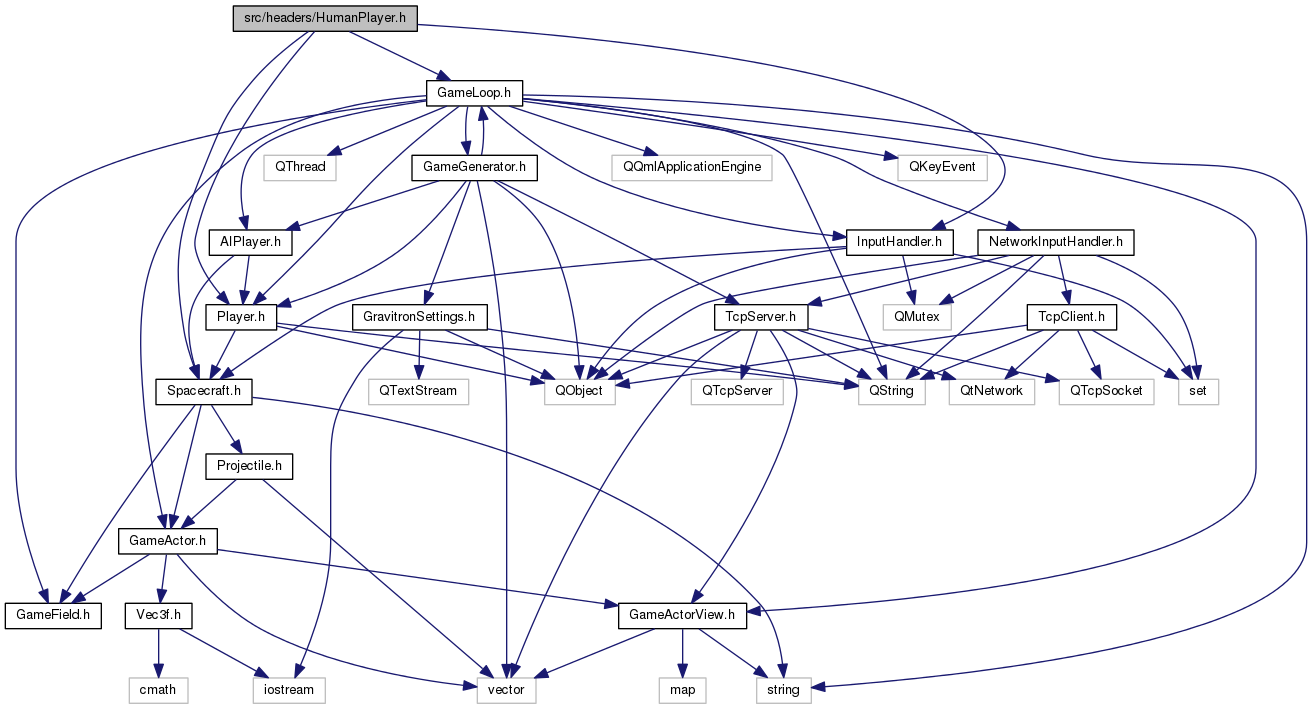 src/headers/HumanPlayer.h
GameLoop.h
QThread
GameGenerator.h
QQmlApplicationEngine
QKeyEvent
AIPlayer.h
InputHandler.h
NetworkInputHandler.h
Player.h
GravitronSettings.h
TcpServer.h
QMutex
TcpClient.h
Spacecraft.h
QTextStream
QObject
QTcpServer
QString
QtNetwork
QTcpSocket
set
Projectile.h
GameActor.h
GameField.h
Vec3f.h
GameActorView.h
cmath
iostream
vector
map
string